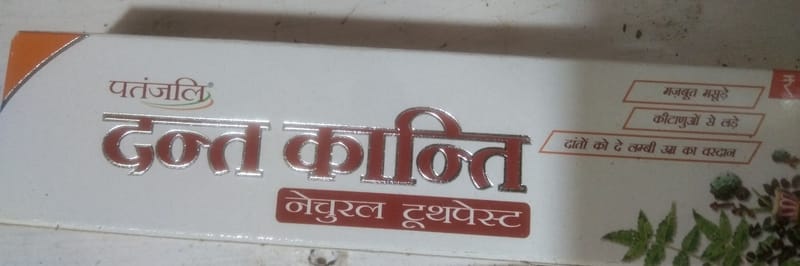 पतंजलि
दन्त कान्ति
नेचुरल टूथपेस्ट
मज़बूत मसूड़े
कीटाणुओं से लड़े
दांतों को दे लम्बी उम्र का वरदान